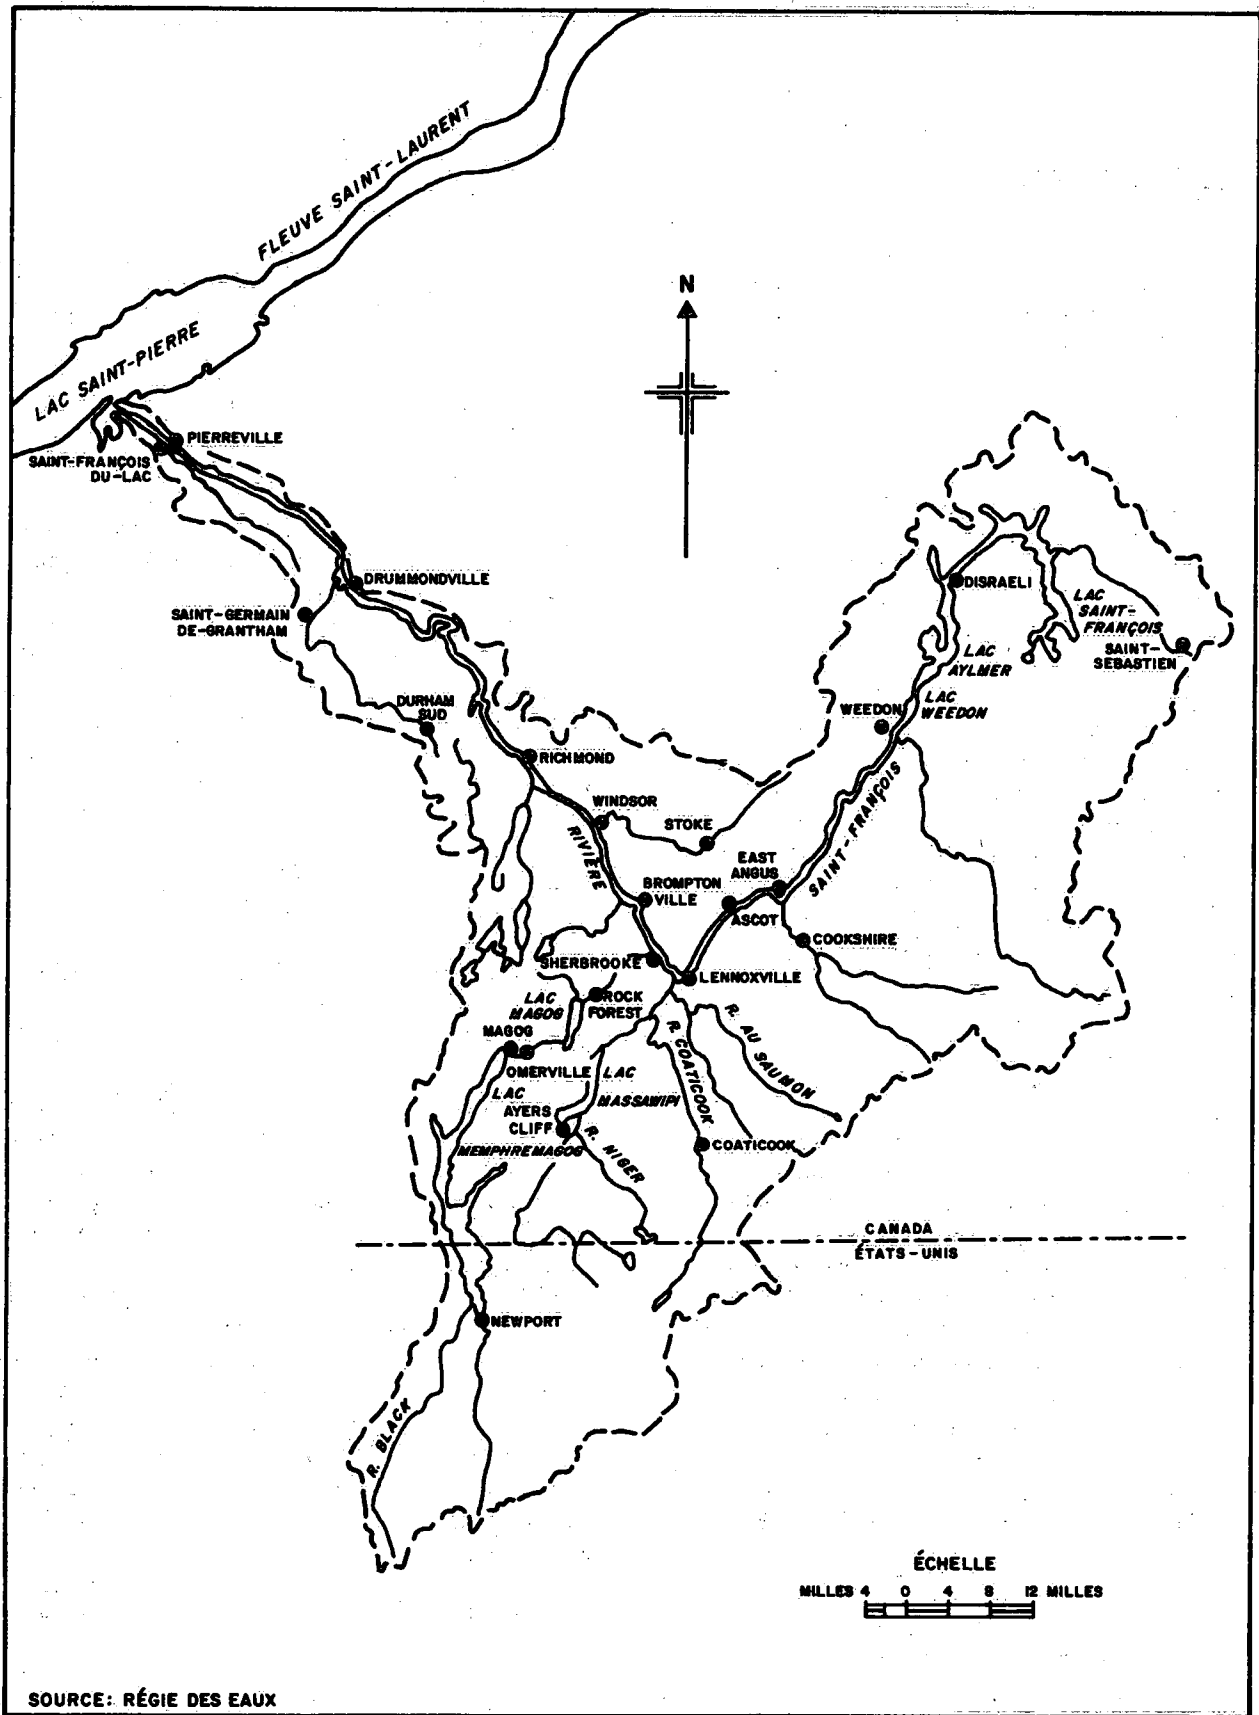 FLEUVE SAINT-LAURENT
N
LAC SAINT-PIERRE
PIERREVILLE
SAINT-FRANÇOIS
DU-LAC
DRUMMONDVILLE
SAINT-GERMAIN
DE-GRANTHAM
DISRAELI
LAC
SAINT-
FRANÇOIS
SAINT-
SEBASTIEN
LAC
AYLMER
LAC
WEEDON
WEEDON
DURHAM
SUD
RICHMOND
WINDSOR
STOKE
RIVIÈRE
SAINT-FRANÇOIS
EAST
ANGUS
BROMPTON
VILLE
ASCOT
COOKSHIRE
SHERBROOKE
LENNOXVILLE
LAC
MAGOG
ROCK
FOREST
MAGOG
OMERVILLE
R. COATICOOK
R. AU SAUMON
LAC
MASSAWIPI
LAC
MEMPHREMAGOG
AYERS
CLIFF
R. NIGER
COATICOOK
CANADA
ÉTATS-UNIS
NEWPORT
R. BLACK
ÉCHELLE
MILLES 4 0 4 8 12 MILLES
SOURCE: RÉGIE DES EAUX